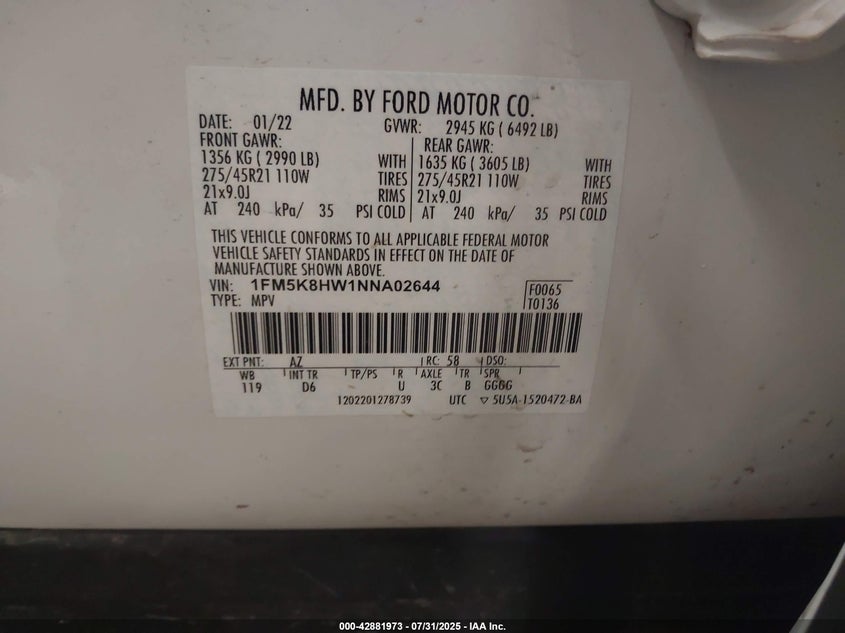 MFD. BY FORD MOTOR CO.
DATE: 01/22 GVWR: 2945 KG ( 6492 LB)
FRONT GAWR: REAR GAWR:
1356 KG ( 2990 LB) WITH 1635 KG ( 3605 LB) WITH
275/45R21 110W TIRES 275/45R21 110W TIRES
21x9.0J RIMS 21x9.0J RIMS
AT 240 kPa/ 35 PSI COLD AT 240 kPa/ 35 PSI COLD
THIS VEHICLE CONFORMS TO ALL APPLICABLE FEDERAL MOTOR
VEHICLE SAFETY STANDARDS IN EFFECT ON THE DATE OF
MANUFACTURE SHOWN ABOVE.
VIN: 1FM5K8HW1NNA02644 F0065
TYPE: MPV T0136
EXT PNT: AZ RC: 58 DSO:
WB INT TR TP/PS R AXLE TR SPR
119 D6 U 3C B GGGG
1202201278739 UTC ▽ 5U5A-1520472-BA
000-42881973 / 07/31/2025 - IAA Inc.